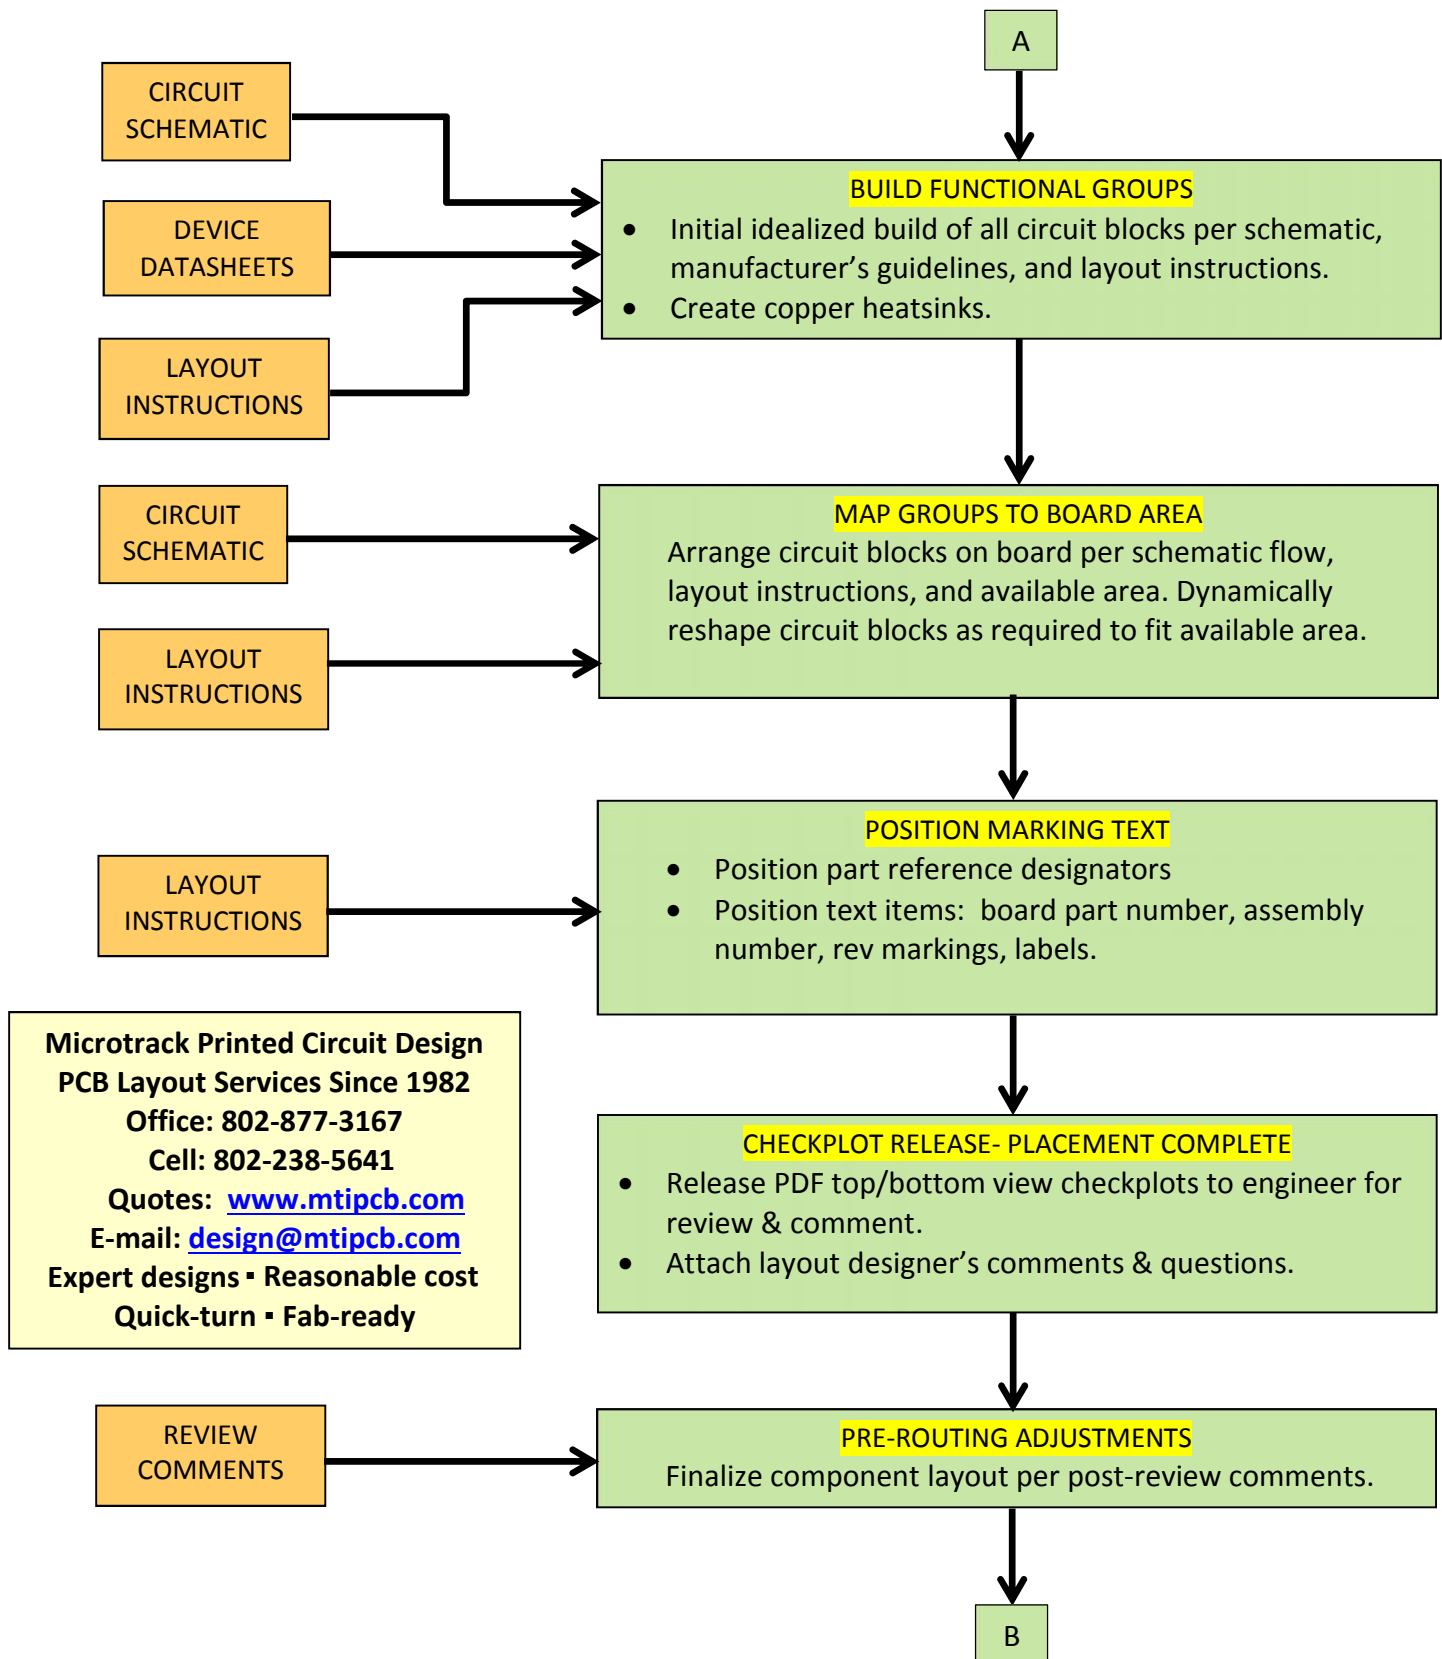 A
CIRCUIT
SCHEMATIC
DEVICE
DATASHEETS
LAYOUT
INSTRUCTIONS
BUILD FUNCTIONAL GROUPS
• Initial idealized build of all circuit blocks per schematic,
manufacturer’s guidelines, and layout instructions.
• Create copper heatsinks.
CIRCUIT
SCHEMATIC
LAYOUT
INSTRUCTIONS
MAP GROUPS TO BOARD AREA
Arrange circuit blocks on board per schematic flow,
layout instructions, and available area. Dynamically
reshape circuit blocks as required to fit available area.
LAYOUT
INSTRUCTIONS
POSITION MARKING TEXT
• Position part reference designators
• Position text items: board part number, assembly
number, rev markings, labels.
Microtrack Printed Circuit Design
PCB Layout Services Since 1982
Office: 802-877-3167
Cell: 802-238-5641
Quotes: www.mtipcb.com
E-mail: design@mtipcb.com
Expert designs ▪ Reasonable cost
Quick-turn ▪ Fab-ready
CHECKPLOT RELEASE- PLACEMENT COMPLETE
• Release PDF top/bottom view checkplots to engineer for
review & comment.
• Attach layout designer’s comments & questions.
REVIEW
COMMENTS
PRE-ROUTING ADJUSTMENTS
Finalize component layout per post-review comments.
B